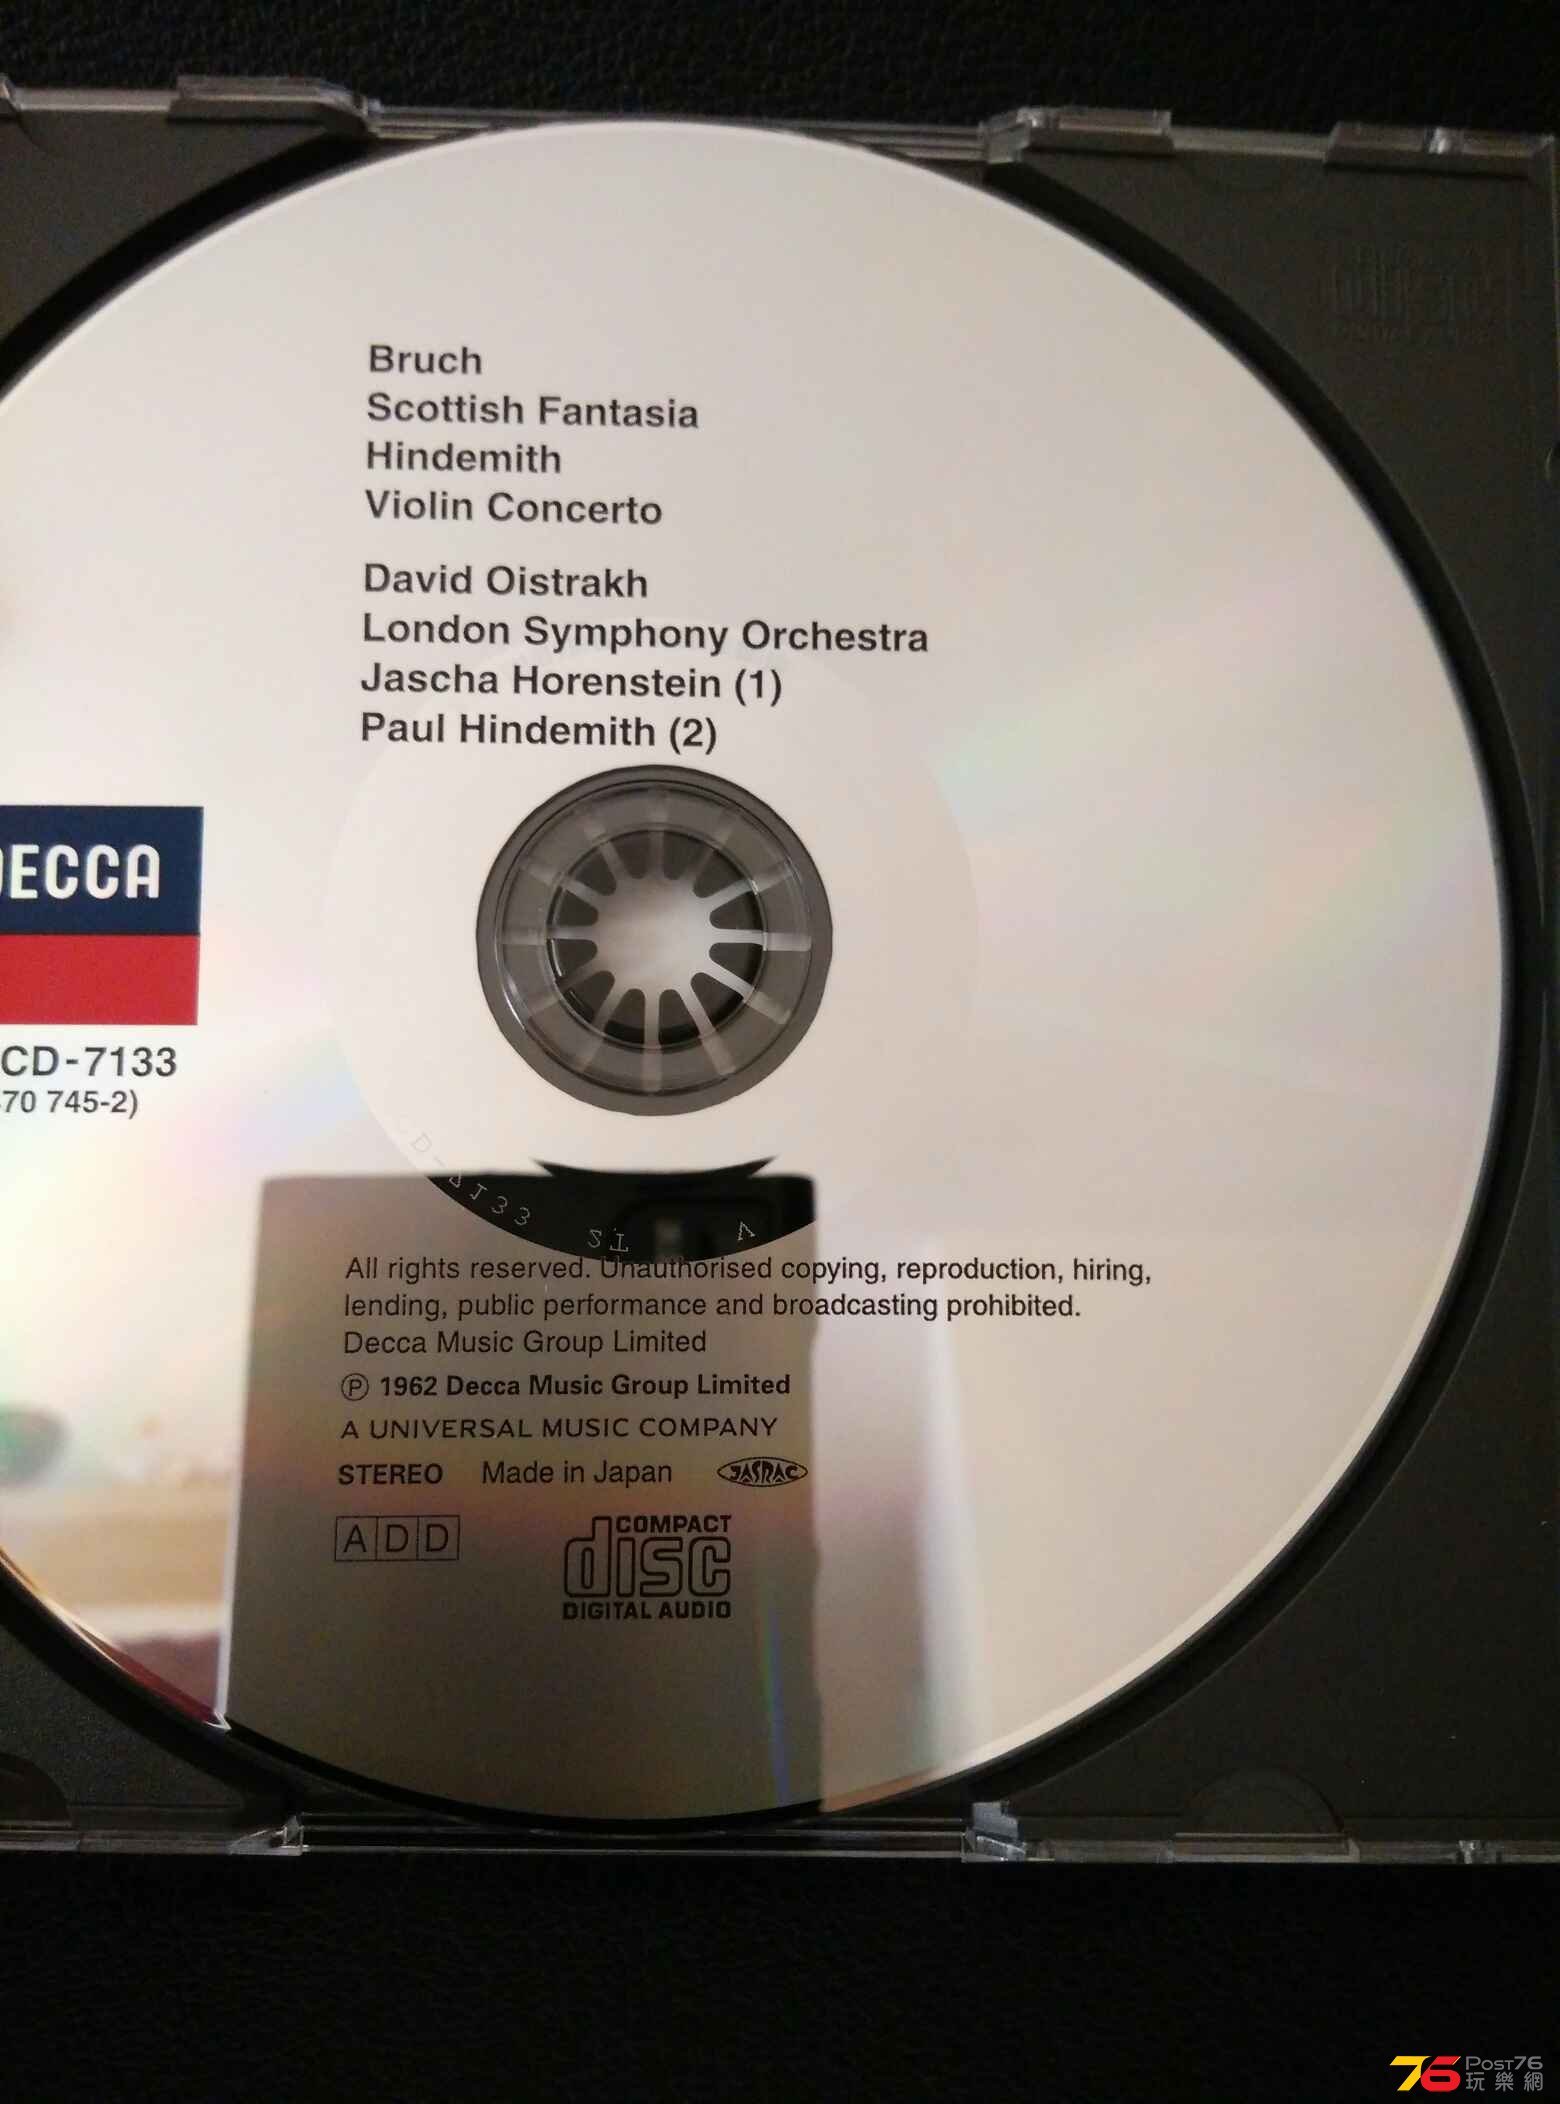 Bruch
Scottish Fantasia
Hindemith
Violin Concerto
David Oistrakh
London Symphony Orchestra
Jascha Horenstein (1)
Paul Hindemith (2)
DECCA
CD-7133
70 745-2)
All rights reserved. Unauthorised copying, reproduction, hiring,
lending, public performance and broadcasting prohibited.
Decca Music Group Limited
Ⓟ 1962 Decca Music Group Limited
A UNIVERSAL MUSIC COMPANY
STEREO Made in Japan JASRAC
ADD
COMPACT
disc
DIGITAL AUDIO
76 POST76
玩樂網